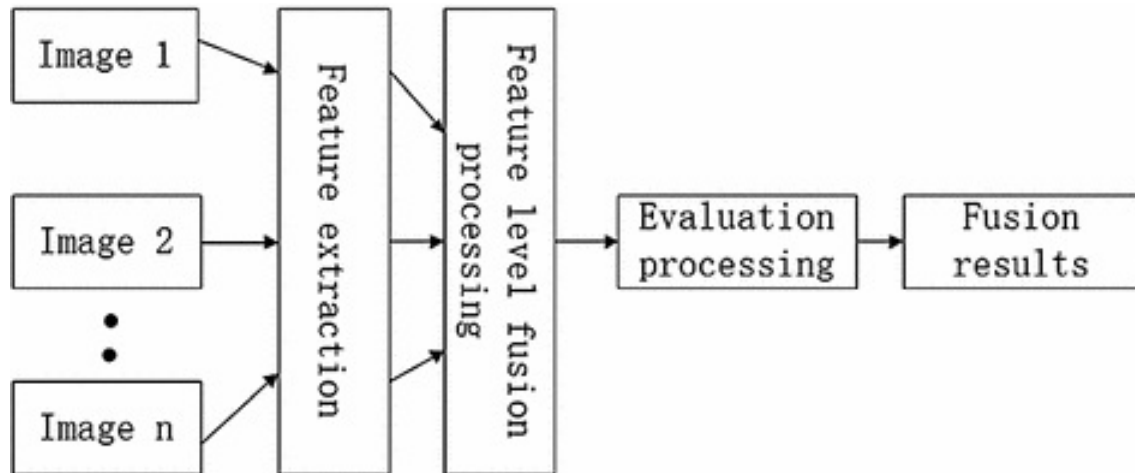 Image 1
Image 2
Image n
Feature extraction
Feature level fusion
processing
Evaluation
processing
Fusion
results